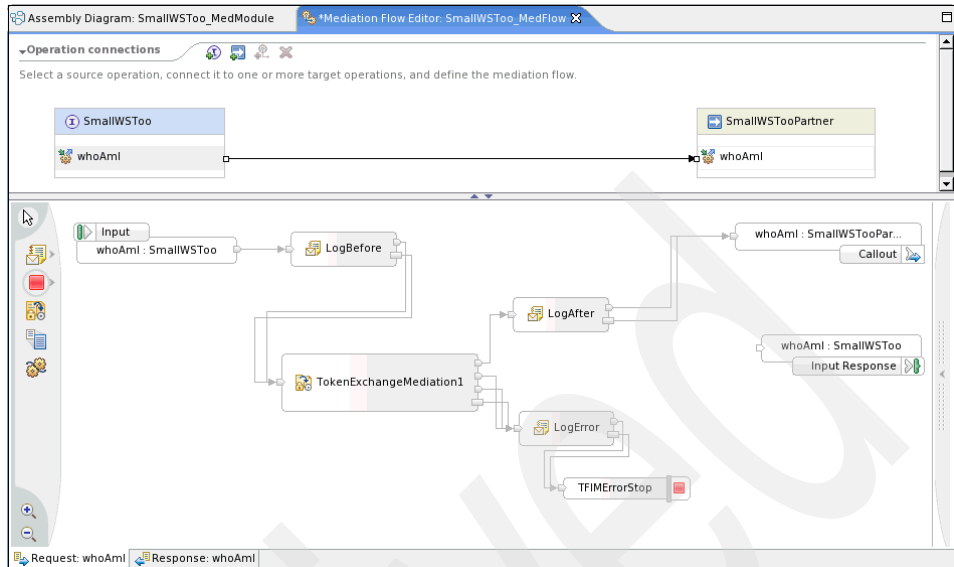 Assembly Diagram: SmallWSToo_MedModule
*Mediation Flow Editor: SmallWSToo_MedFlow
Operation connections
Select a source operation, connect it to one or more target operations, and define the mediation flow.
SmallWSToo
whoAmI
SmallWSTooPartner
whoAmI
Input
whoAmI : SmallWSToo
LogBefore
whoAmI : SmallWSTooPar...
Callout
LogAfter
whoAmI : SmallWSToo
Input Response
TokenExchangeMediation1
LogError
TFIMErrorStop
Request: whoAmI
Response: whoAmI